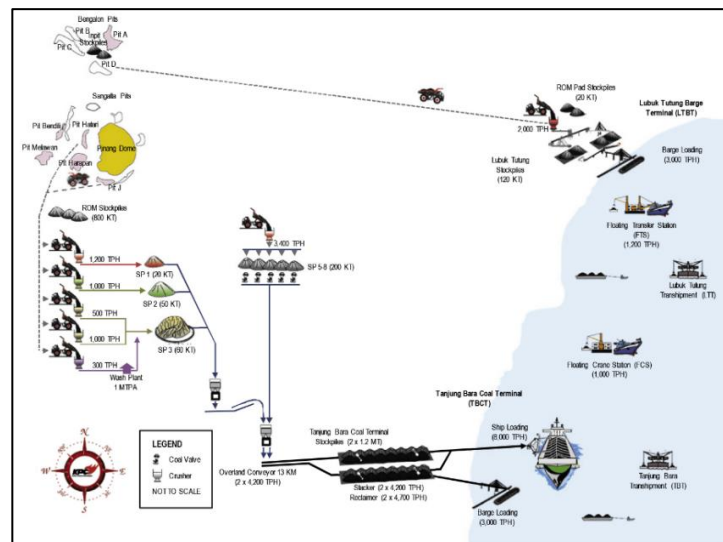 Bengalon Pits
Pit B
Inpit
Stockpiles
Pit A
Pit C
Pit D
Sangatta Pits
Pit Hatari
Pit Bendili
Pinang Dome
Pit Melawan
Pit Harapan
Pit J
ROM Stockpiles
(800 KT)
ROM Pad Stockpiles
(20 KT)
2,000 TPH
Lubuk Tutung Barge
Terminal (LTBT)
Lubuk Tutung
Stockpiles
(120 KT)
Barge Loading
(3,000 TPH)
Floating Transfer Station
(FTS)
(1,200 TPH)
Lubuk Tutung
Transhipment (LTT)
Floating Crane Station (FCS)
(1,000 TPH)
1,200 TPH
SP 1 (20 KT)
1,000 TPH
SP 2 (50 KT)
500 TPH
1,000 TPH
SP 3 (60 KT)
300 TPH
Wash Plant
1 MTPA
3,400 TPH
SP 5-8 (200 KT)
Tanjung Bara Coal Terminal
(TBCT)
Ship Loading
Tanjung Bara Coal Terminal
Stockpiles (2 x 1.2 MT)
Overland Conveyor 13 KM
(2 x 4,200 TPH)
Stacker (2 x 4,200 TPH)
Reclaimer (2 x 4,700 TPH)
Barge Loading
(3,000 TPH)
Tanjung Bara
Transhipment (TBT)
LEGEND
Coal Valve
Crusher
NOT TO SCALE
N
W
E
S
KPC